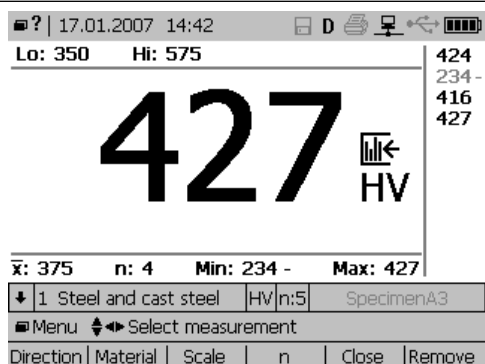 ? 17.01.2007 14:42 D
Lo: 350 Hi: 575
424
234 -
416
427
427
HV
x̅: 375 n: 4 Min: 234 - Max: 427
1 Steel and cast steel HV n:5 SpecimenA3
Menu Select measurement
Direction Material Scale n Close Remove